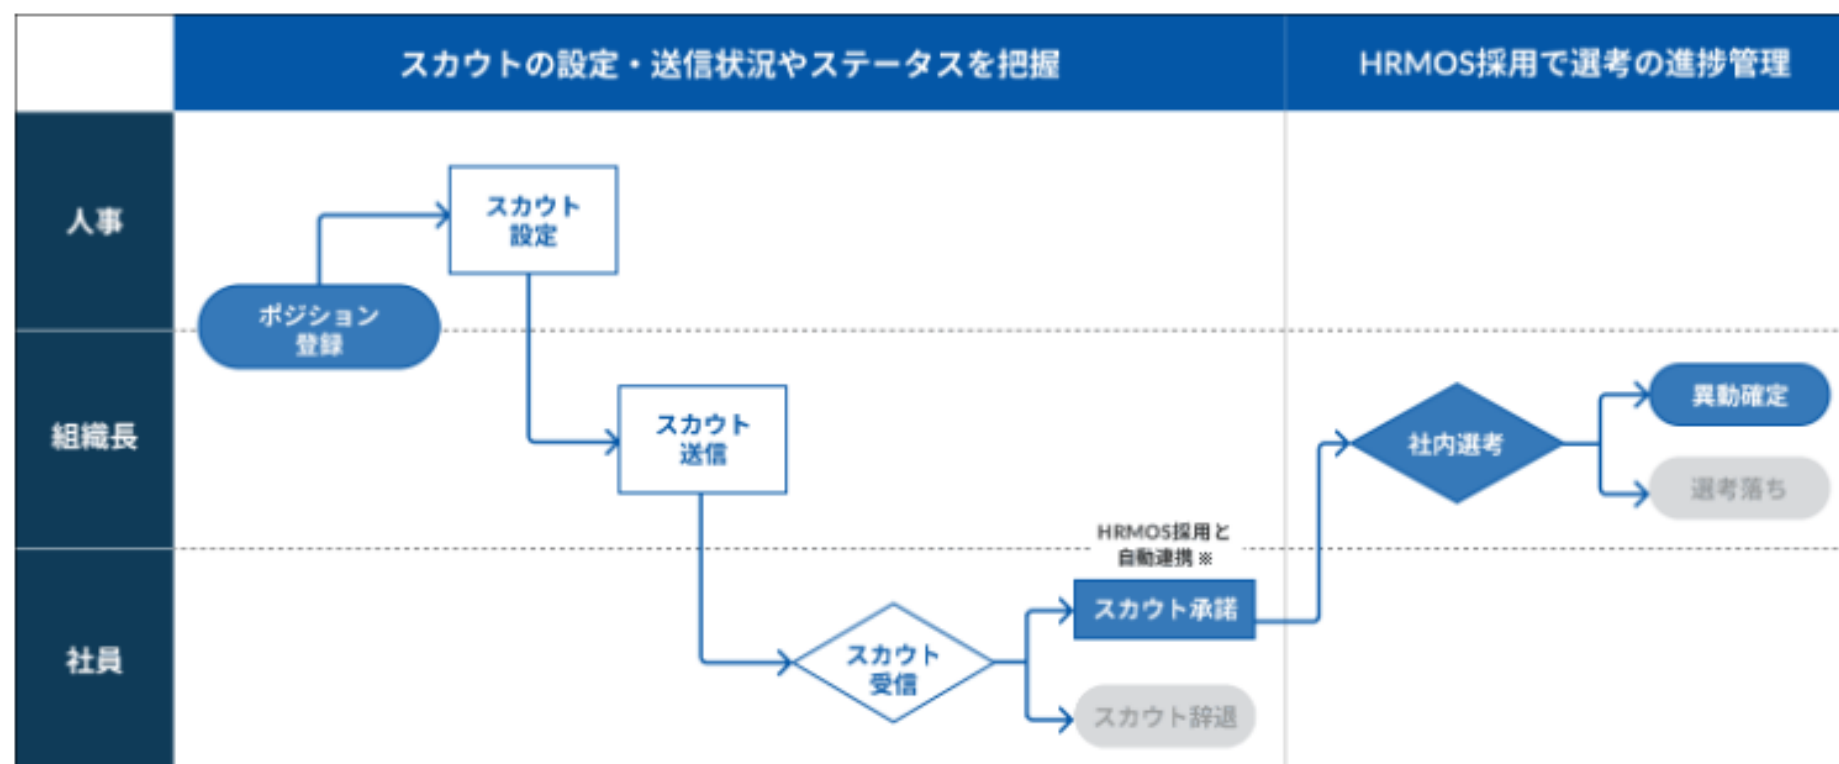 スカウトの設定・送信状況やステータスを把握
HRMOS採用で選考の進捗管理
人事
スカウト
設定
ポジション
登録
組織長
スカウト
送信
社内選考
異動確定
選考落ち
HRMOS採用と
自動連携※
社員
スカウト
受信
スカウト承諾
スカウト辞退